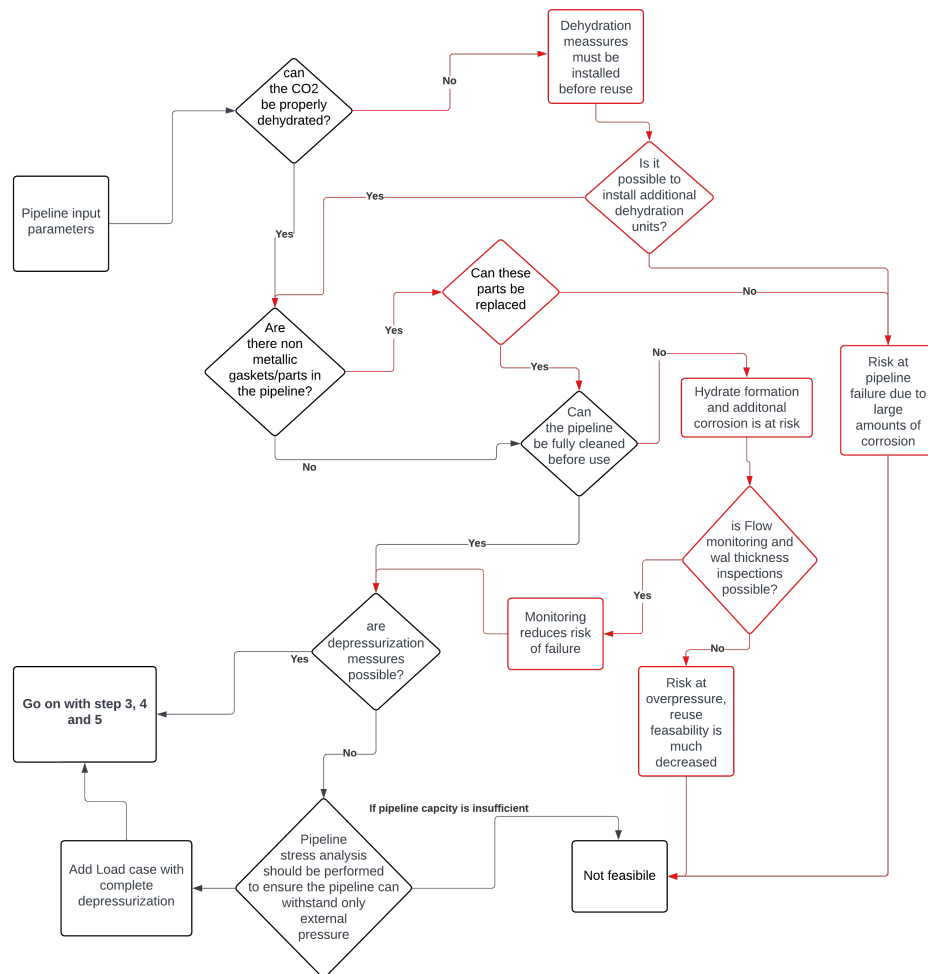 Dehydration
meassures
must be
installed
before reuse
can
the CO2
be properly
dehydrated?
No
Is it
possible to
install additional
dehydration
units?
Pipeline input
parameters
Yes
Yes
Can these
parts be
replaced
No
Are
there non
metallic
gaskets/parts in
the pipeline?
Yes
Yes
No
Risk at
pipeline
failure due to
large
amounts of
corrosion
Hydrate formation
and additonal
corrosion is at risk
Can
the pipeline
be fully cleaned
before use
No
is Flow
monitoring and
wal thickness
inspections
possible?
Yes
Yes
Monitoring
reduces risk
of failure
are
depressurization
messures
possible?
Yes
No
Go on with step 3, 4
and 5
Risk at
overpressure,
reuse
feasability is
much
decreased
No
If pipeline capcity is insufficient
Pipeline
stress analysis
should be performed
to ensure the pipeline can
withstand only
external
pressure
Add Load case with
complete
depressurization
Not feasibile